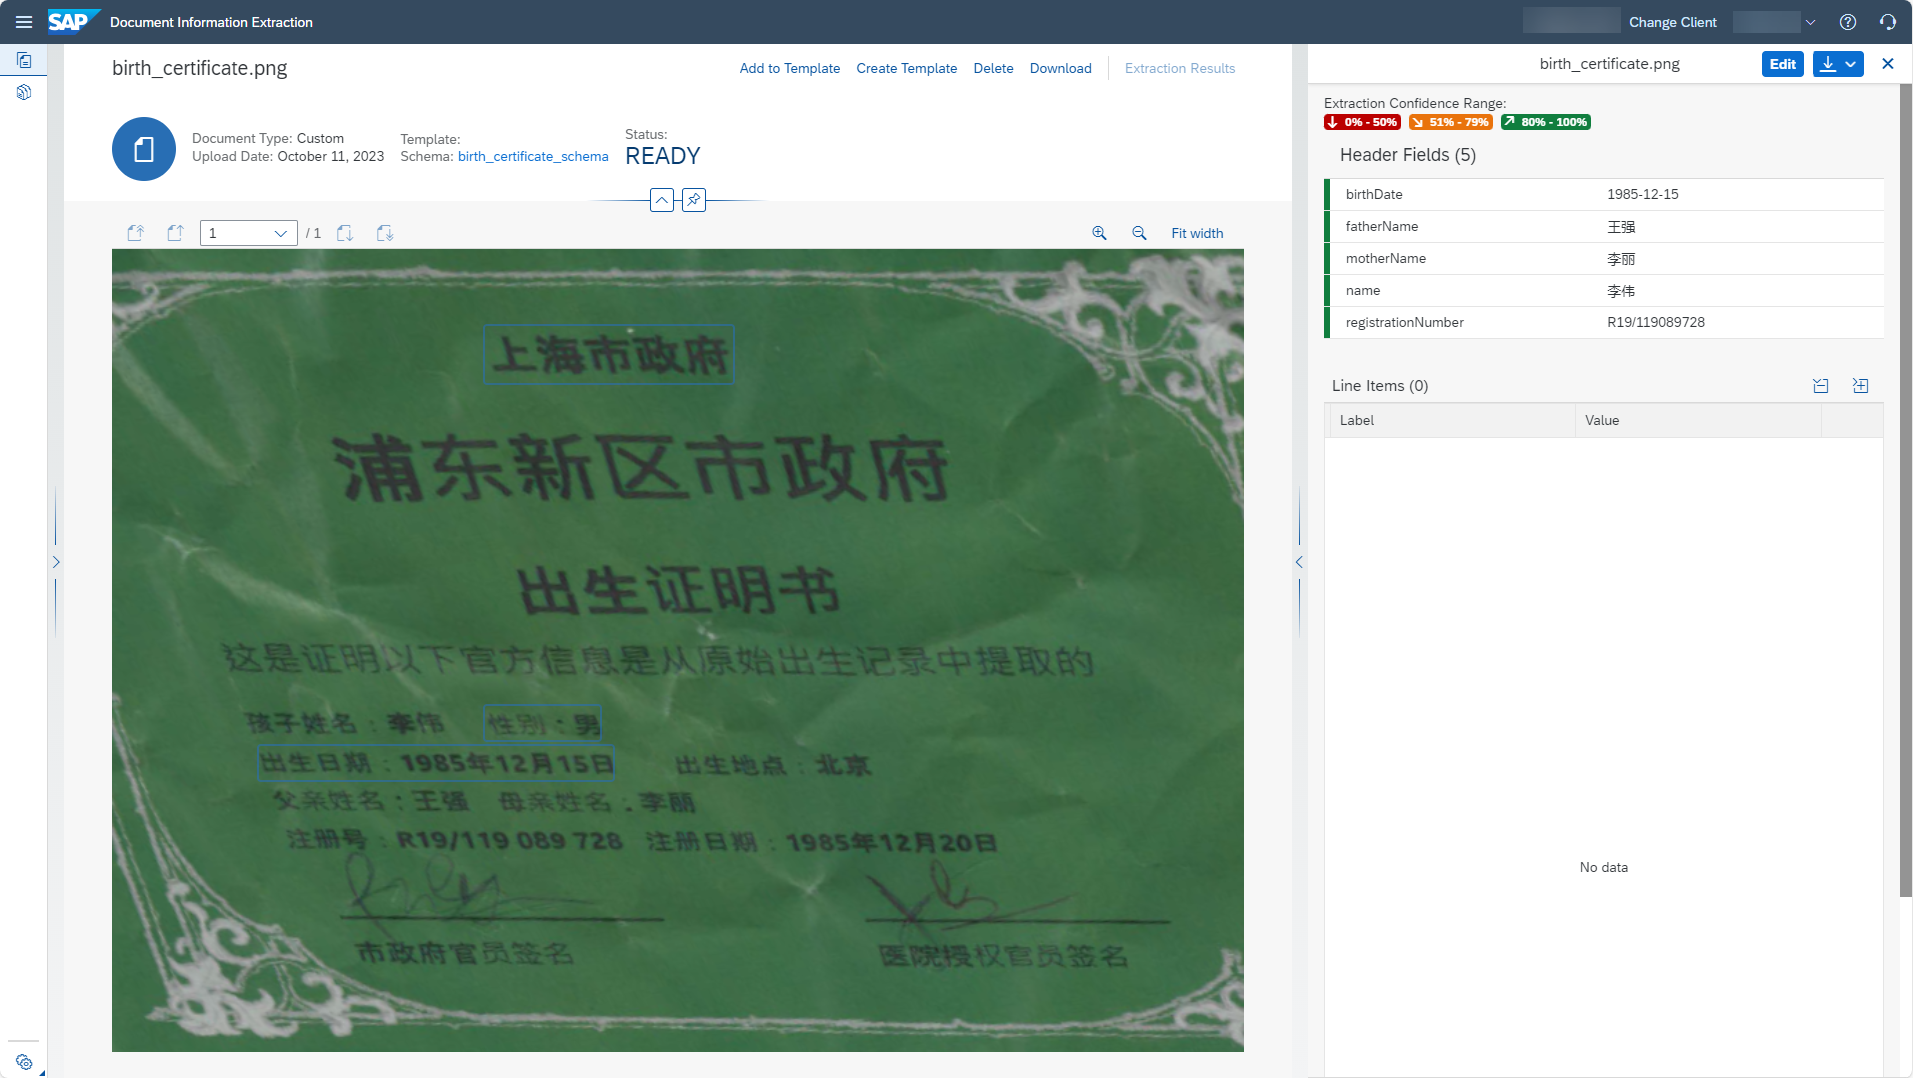 SAP Document Information Extraction Change Client
birth_certificate.png Add to Template Create Template Delete Download Extraction Results
Document Type: Custom
Upload Date: October 11, 2023
Template:
Schema: birth_certificate_schema
Status:
READY
1 / 1 Fit width
上海市政府
浦东新区市政府
出生证明书
这是证明以下官方信息是从原始出生记录中提取的
孩子姓名：李伟 性别：男
出生日期：1985年12月15日 出生地点：北京
父亲姓名：王强 母亲姓名：李丽
注册号：R19/119 089 728 注册日期：1985年12月20日
市政府官员签名 医院授权官员签名
birth_certificate.png Edit
Extraction Confidence Range:
0% - 50% 51% - 79% 80% - 100%
Header Fields (5)
birthDate 1985-12-15
fatherName 王强
motherName 李丽
name 李伟
registrationNumber R19/119089728
Line Items (0)
Label Value
No data